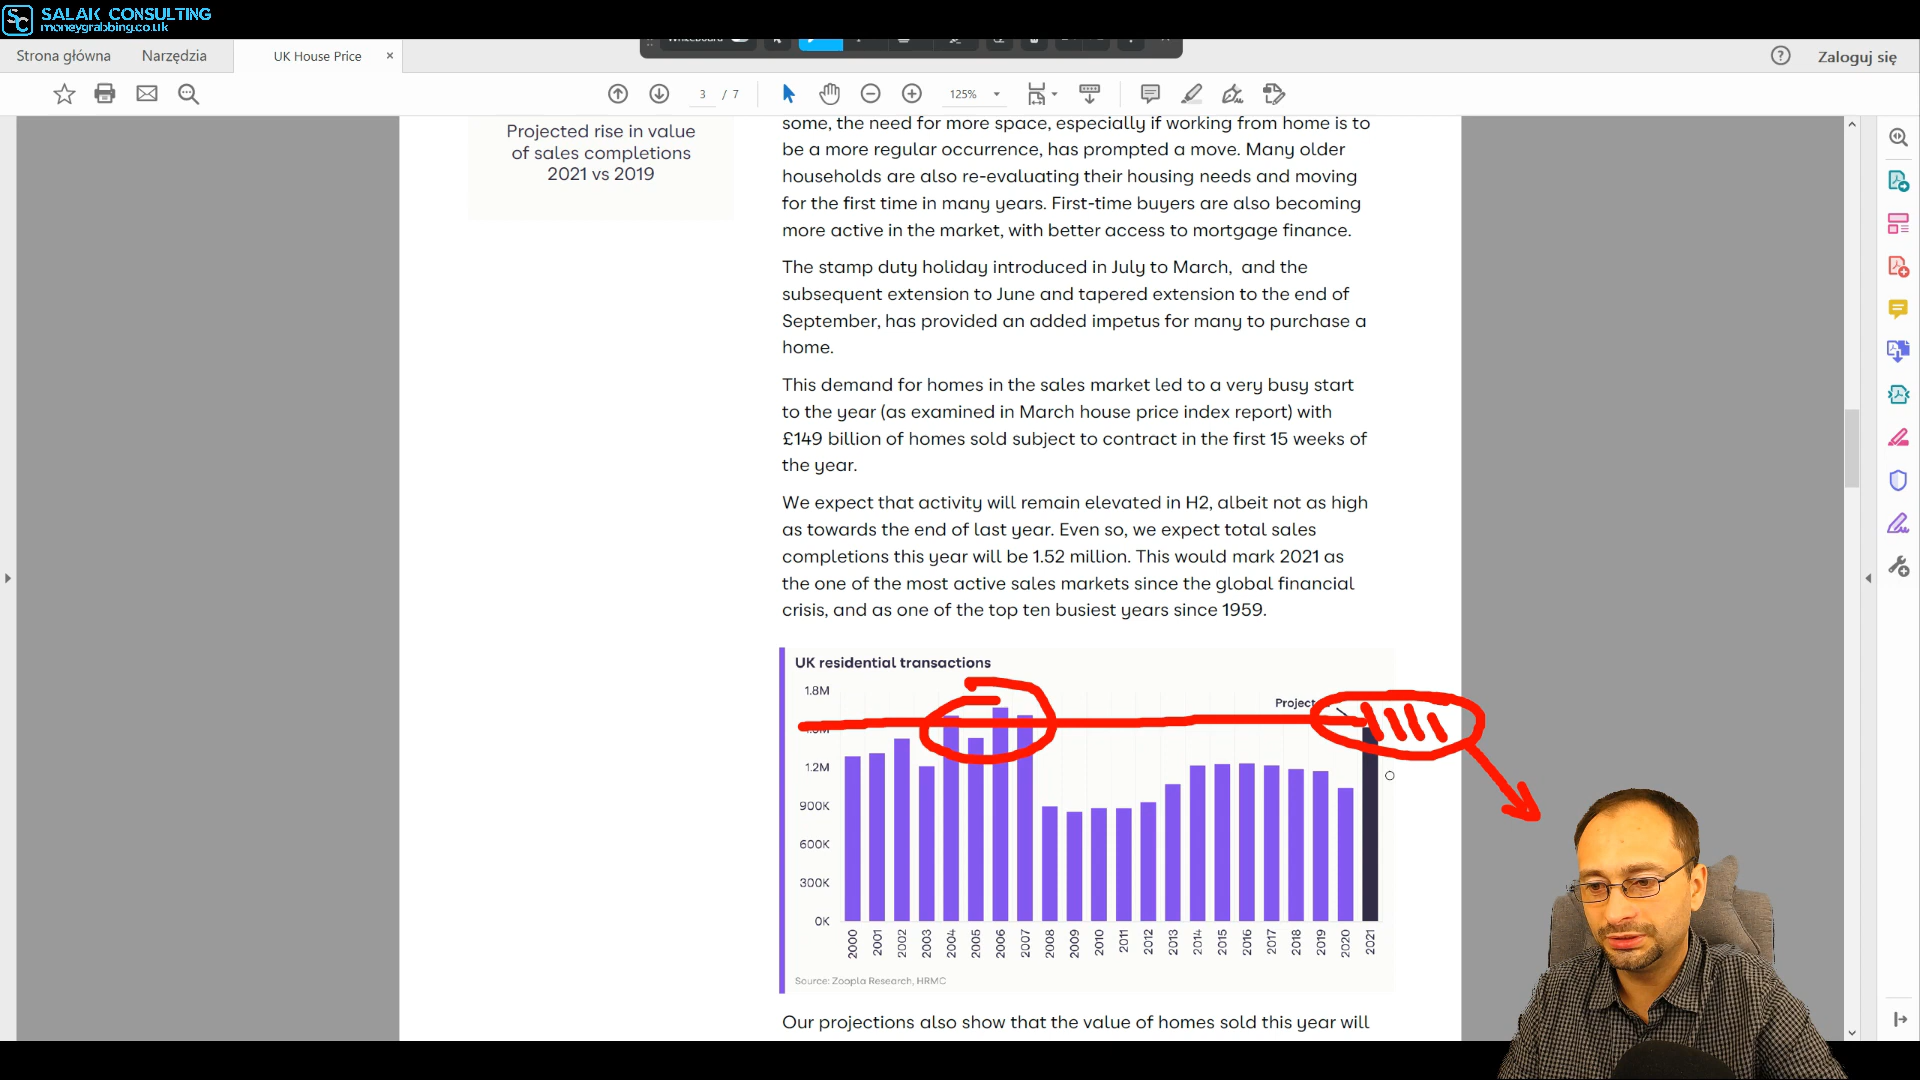 SALAK CONSULTING
moneygrabbing.co.uk
Strona główna
Narzędzia
UK House Price
Zaloguj się
3 / 7
125%
Projected rise in value
of sales completions
2021 vs 2019
some, the need for more space, especially if working from home is to
be a more regular occurrence, has prompted a move. Many older
households are also re-evaluating their housing needs and moving
for the first time in many years. First-time buyers are also becoming
more active in the market, with better access to mortgage finance.
The stamp duty holiday introduced in July to March, and the
subsequent extension to June and tapered extension to the end of
September, has provided an added impetus for many to purchase a
home.
This demand for homes in the sales market led to a very busy start
to the year (as examined in March house price index report) with
£149 billion of homes sold subject to contract in the first 15 weeks of
the year.
We expect that activity will remain elevated in H2, albeit not as high
as towards the end of last year. Even so, we expect total sales
completions this year will be 1.52 million. This would mark 2021 as
the one of the most active sales markets since the global financial
crisis, and as one of the top ten busiest years since 1959.
UK residential transactions
1.8M
1.2M
900K
600K
300K
0K
Project
2000
2001
2002
2003
2004
2005
2006
2007
2008
2009
2010
2011
2012
2013
2014
2015
2016
2017
2018
2019
2020
2021
Source: Zoopla Research, HRMC
Our projections also show that the value of homes sold this year will